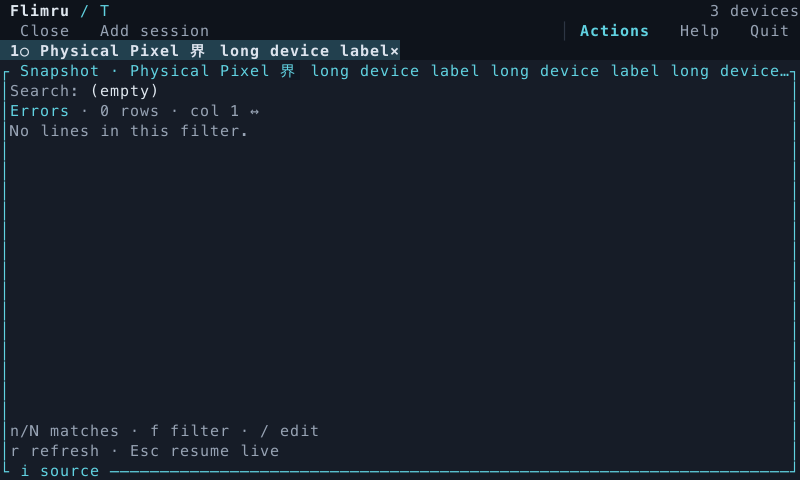 Flimru / T 3 devices
Close Add session Actions Help Quit
1○ Physical Pixel 界 long device label×
Snapshot · Physical Pixel 界 long device label long device label long device…
Search: (empty)
Errors · 0 rows · col 1 ↔
No lines in this filter.
n/N matches · f filter · / edit
r refresh · Esc resume live
i source